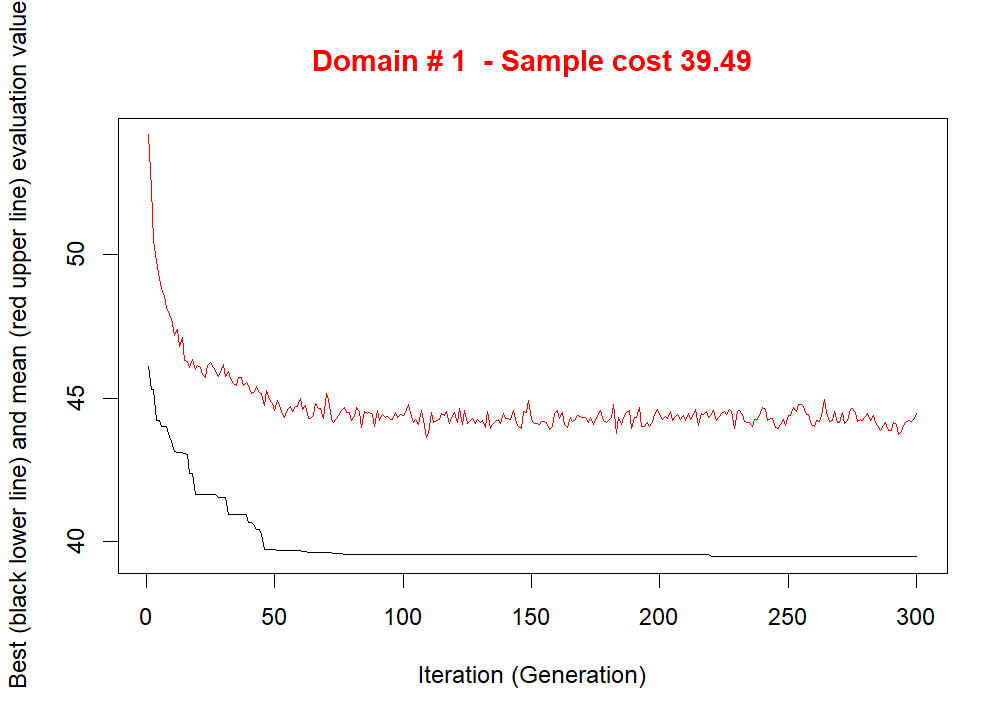 Domain # 1  - Sample cost 39.49
Best (black lower line) and mean (red upper line) evaluation value
50
45
40
0 50 100 150 200 250 300
Iteration (Generation)